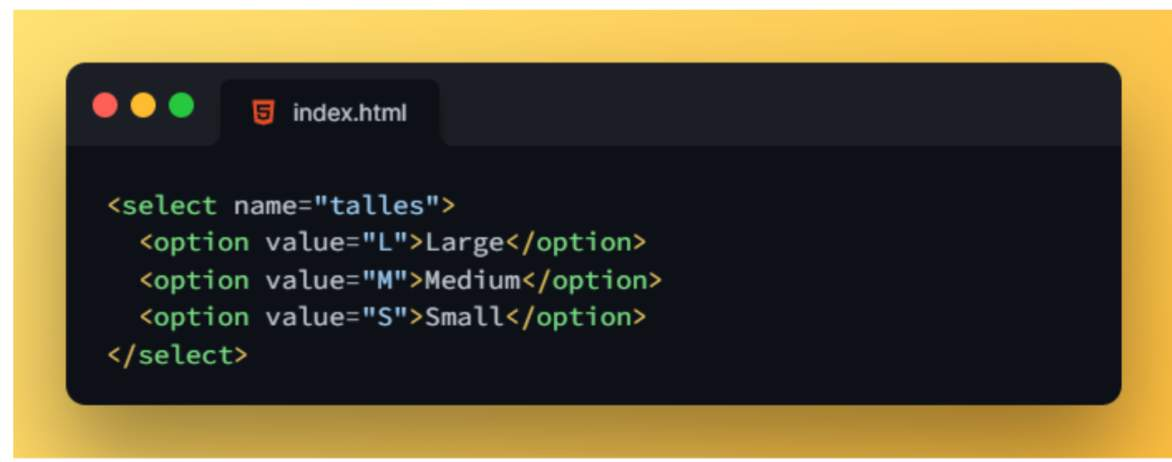 index.html
<select name="talles">
  <option value="L">Large</option>
  <option value="M">Medium</option>
  <option value="S">Small</option>
</select>